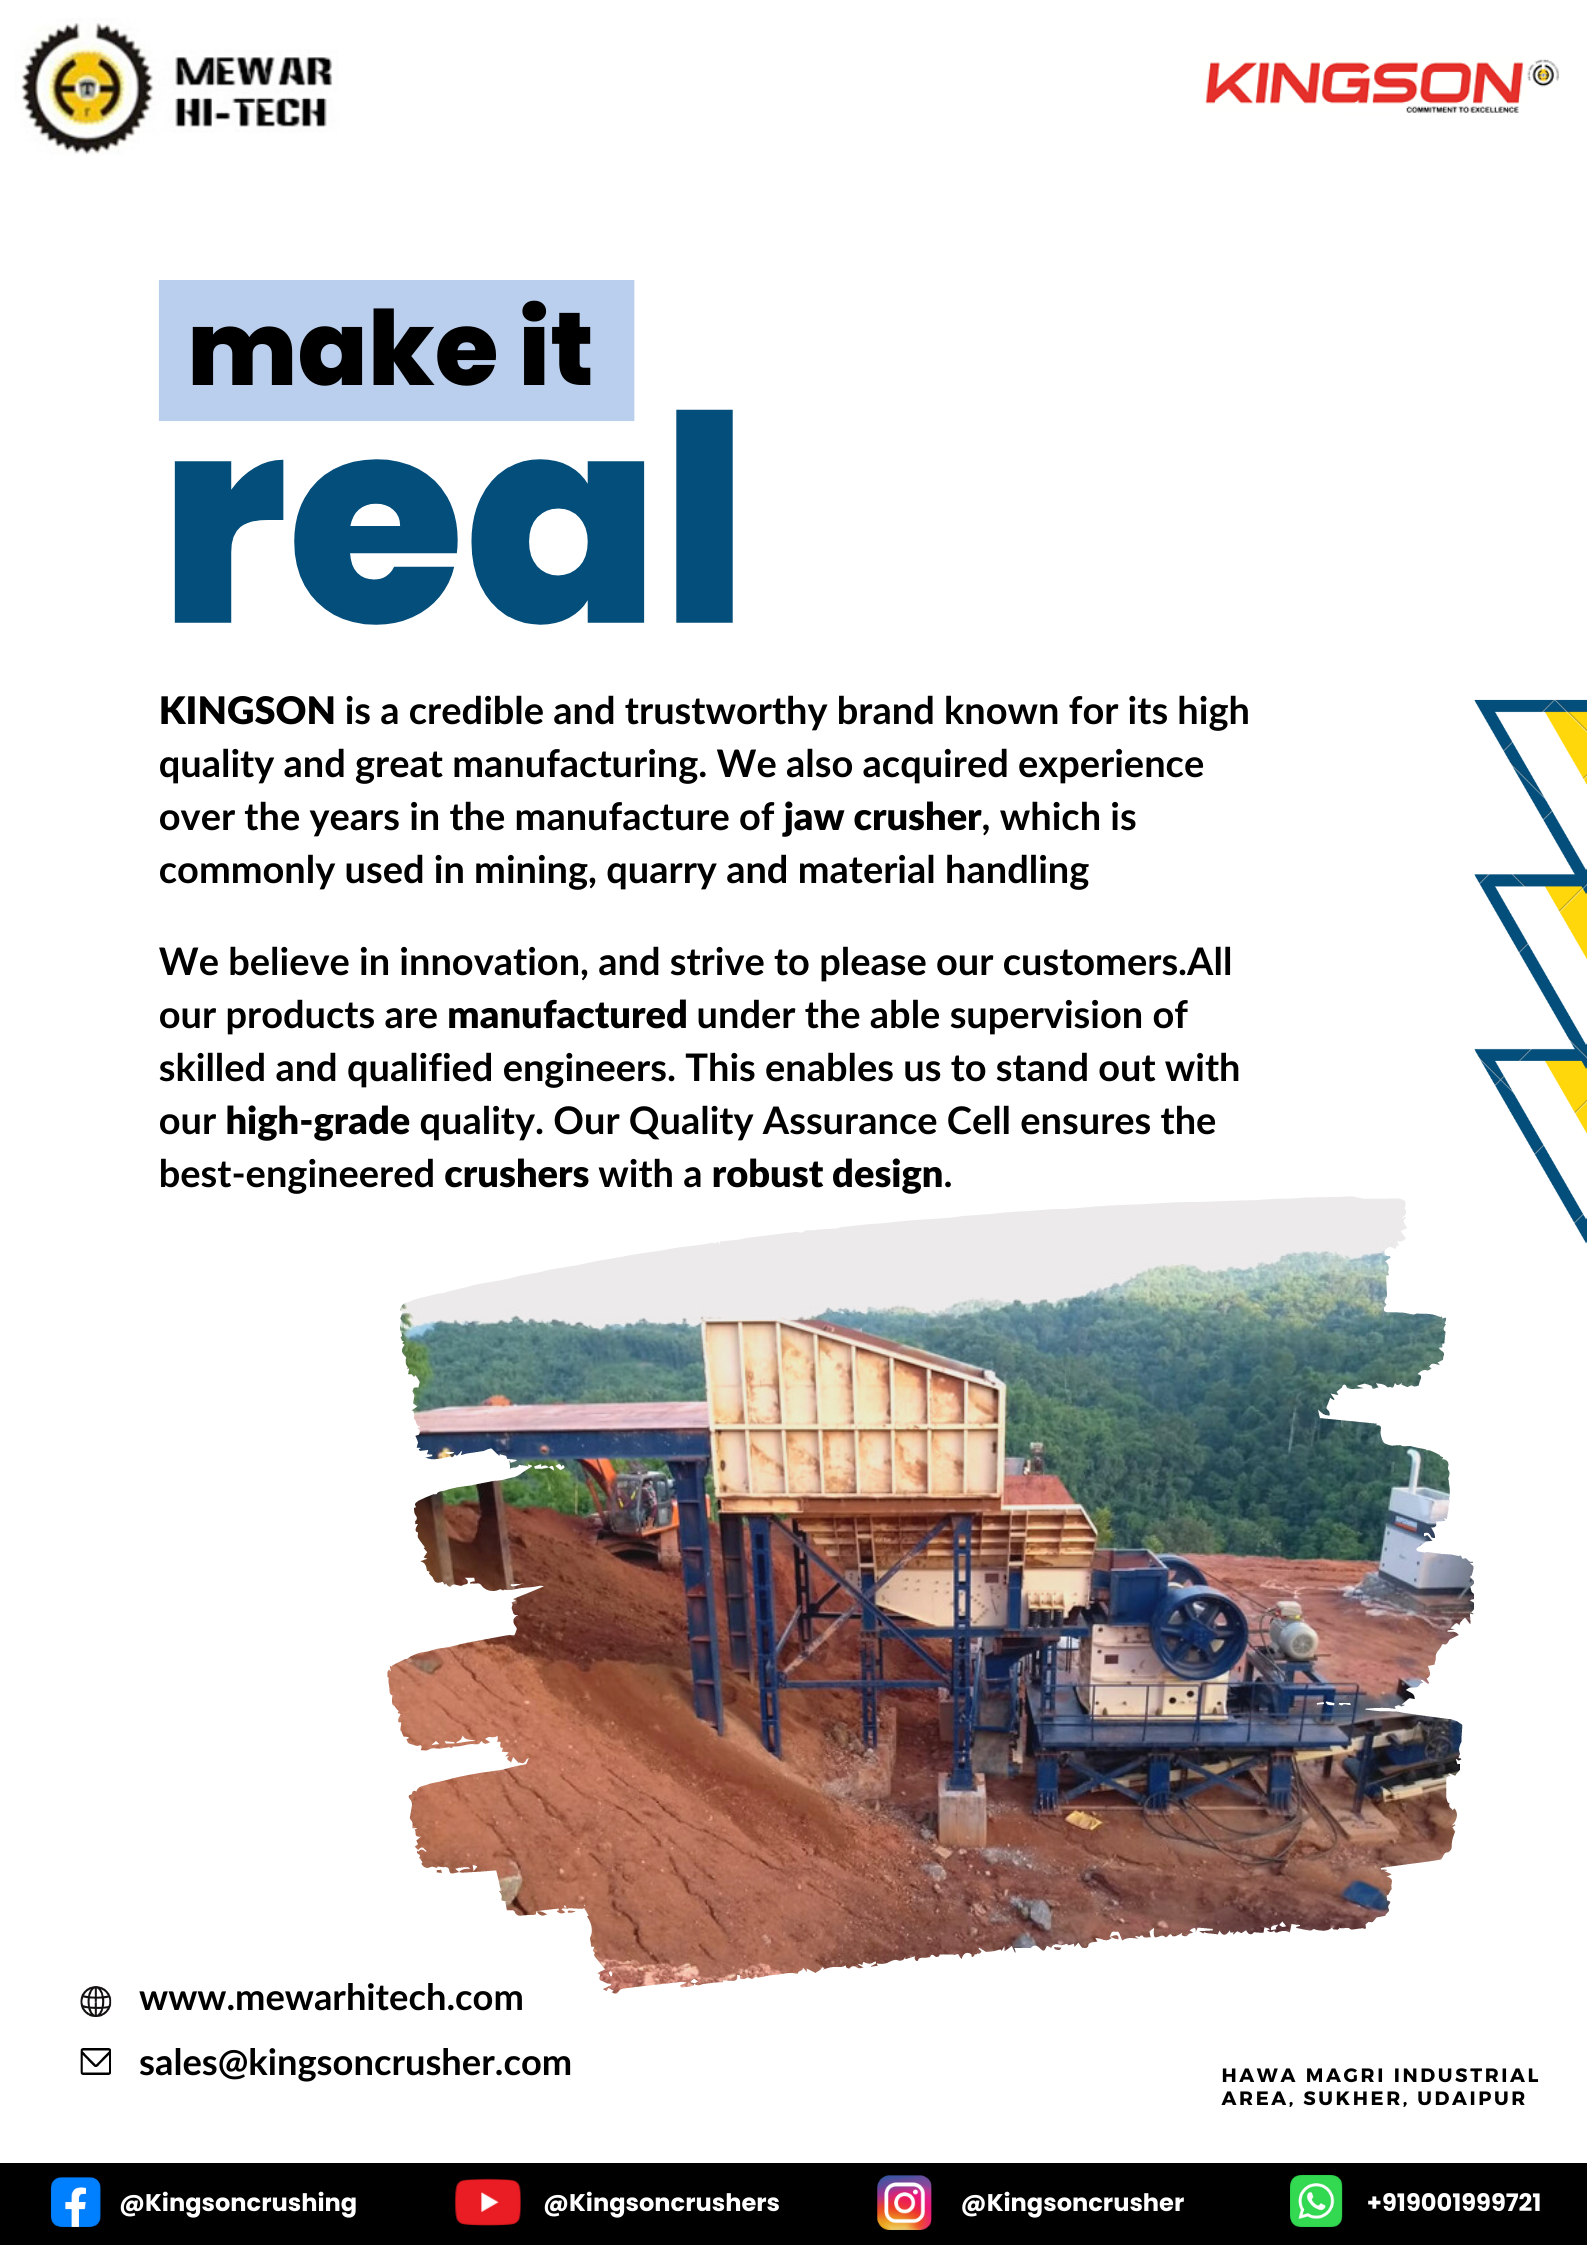 MEWAR
HI-TECH
KINGSON
COMMITMENT TO EXCELLENCE
make it
real
KINGSON is a credible and trustworthy brand known for its high
quality and great manufacturing. We also acquired experience
over the years in the manufacture of jaw crusher, which is
commonly used in mining, quarry and material handling
We believe in innovation, and strive to please our customers.All
our products are manufactured under the able supervision of
skilled and qualified engineers. This enables us to stand out with
our high-grade quality. Our Quality Assurance Cell ensures the
best-engineered crushers with a robust design.
www.mewarhitech.com
sales@kingsoncrusher.com
HAWA MAGRI INDUSTRIAL
AREA, SUKHER, UDAIPUR
@Kingsoncrushing
@Kingsoncrushers
@Kingsoncrusher
+919001999721